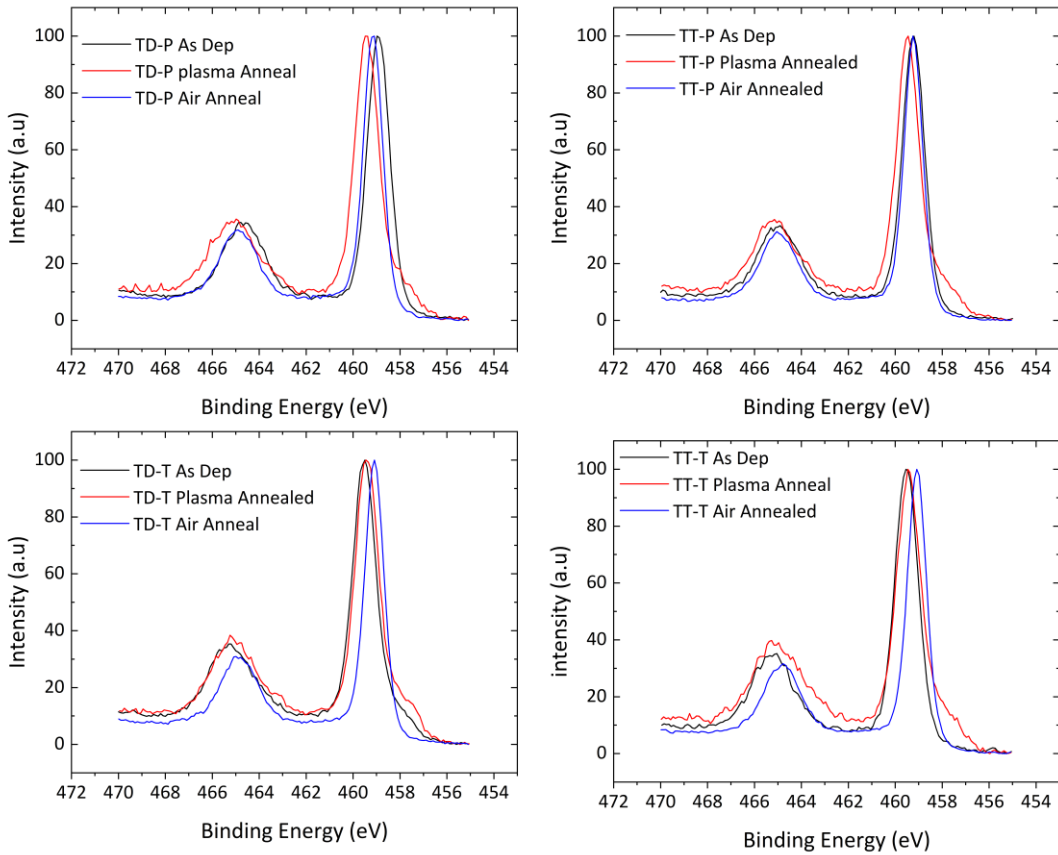 TD-P As Dep
TD-P plasma Anneal
TD-P Air Anneal
Intensity (a.u)
100
80
60
40
20
0
472 470 468 466 464 462 460 458 456 454
Binding Energy (eV)
TT-P As Dep
TT-P Plasma Annealed
TT-P Air Annealed
Intensity (a.u)
100
80
60
40
20
0
472 470 468 466 464 462 460 458 456 454
Binding Energy (eV)
TD-T As Dep
TD-T Plasma Annealed
TD-T Air Anneal
Intensity (a.u)
100
80
60
40
20
0
472 470 468 466 464 462 460 458 456 454
Binding Energy (eV)
TT-T As Dep
TT-T Plasma Anneal
TT-T Air Annealed
intensity (a.u)
100
80
60
40
20
0
472 470 468 466 464 462 460 458 456 454
Binding Energy (eV)